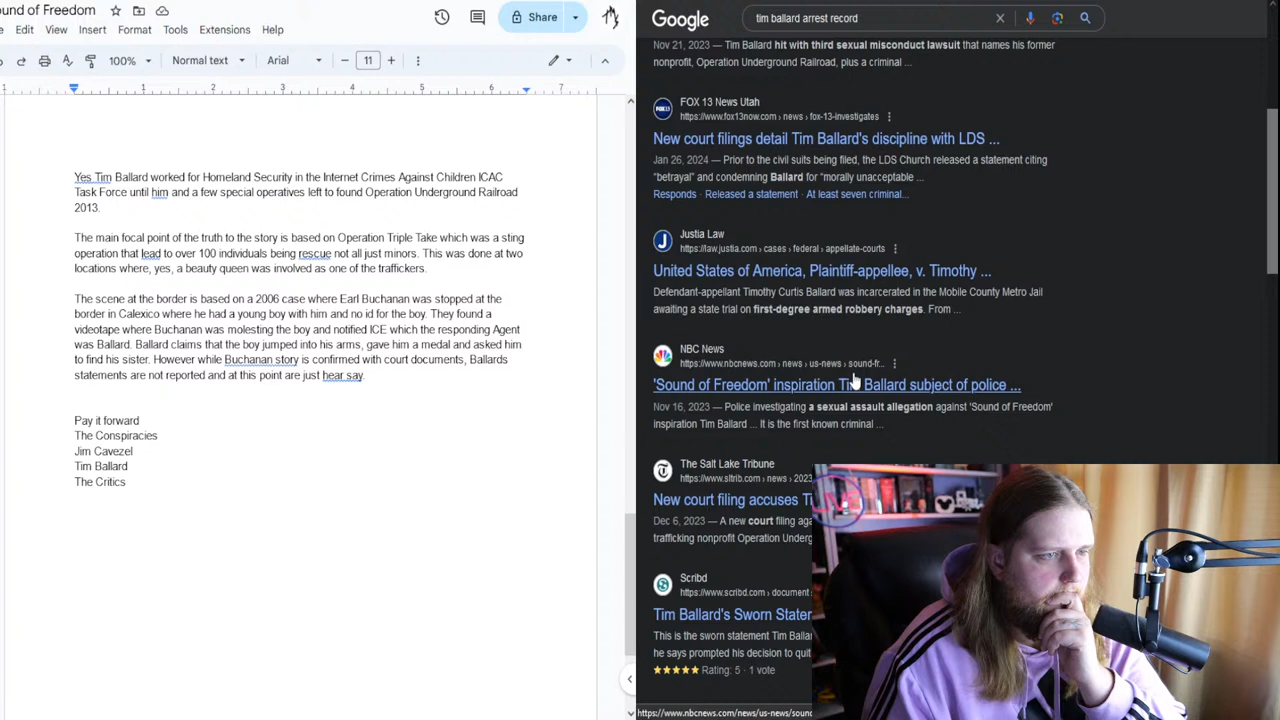 ound of Freedom
Edit View Insert Format Tools Extensions Help
Share
100% Normal text Arial 11
1 1 2 3 4 5 6 7
Yes Tim Ballard worked for Homeland Security in the Internet Crimes Against Children ICAC
Task Force until him and a few special operatives left to found Operation Underground Railroad
2013.
The main focal point of the truth to the story is based on Operation Triple Take which was a sting
operation that lead to over 100 individuals being rescue not all just minors. This was done at two
locations where, yes, a beauty queen was involved as one of the traffickers.
The scene at the border is based on a 2006 case where Earl Buchanan was stopped at the
border in Calexico where he had a young boy with him and no id for the boy. They found a
videotape where Buchanan was molesting the boy and notified ICE which the responding Agent
was Ballard. Ballard claims that the boy jumped into his arms, gave him a medal and asked him
to find his sister. However while Buchanan story is confirmed with court documents, Ballards
statements are not reported and at this point are just hear say.
Pay it forward
The Conspiracies
Jim Cavezel
Tim Ballard
The Critics
Google
tim ballard arrest record
Nov 21, 2023 — Tim Ballard hit with third sexual misconduct lawsuit that names his former
nonprofit, Operation Underground Railroad, plus a criminal ...
FOX 13 News Utah
https://www.fox13now.com › news › fox-13-investigates
New court filings detail Tim Ballard's discipline with LDS ...
Jan 26, 2024 — Prior to the civil suits being filed, the LDS Church released a statement citing
“betrayal” and condemning Ballard for “morally unacceptable ...
Responds · Released a statement · At least seven criminal...
Justia Law
https://law.justia.com › cases › federal › appellate-courts
United States of America, Plaintiff-appellee, v. Timothy ...
Defendant-appellant Timothy Curtis Ballard was incarcerated in the Mobile County Metro Jail
awaiting a state trial on first-degree armed robbery charges. From ...
NBC News
https://www.nbcnews.com › news › us-news › sound-fr...
'Sound of Freedom' inspiration Tim Ballard subject of police ...
Nov 16, 2023 — Police investigating a sexual assault allegation against 'Sound of Freedom'
inspiration Tim Ballard ... It is the first known criminal ...
The Salt Lake Tribune
https://www.sltrib.com › news › 2023
New court filing accuses Ti
Dec 6, 2023 — A new court filing aga
trafficking nonprofit Operation Underg
Scribd
https://www.scribd.com › document
Tim Ballard's Sworn Stater
This is the sworn statement Tim Balla
he says prompted his decision to quit
Rating: 5 · 1 vote
https://www.nbcnews.com/news/us-news/sound
LIVE